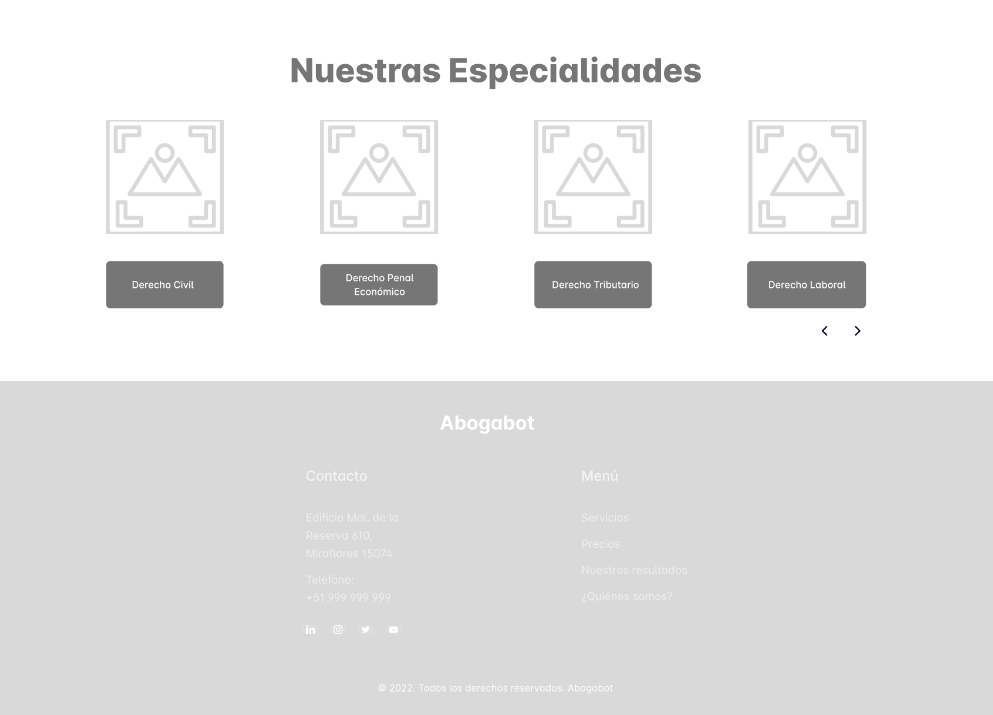 Nuestras Especialidades
Derecho Civil
Derecho Penal
Económico
Derecho Tributario
Derecho Laboral
Abogabot
Contacto
Edificio Mal. de la
Reserva 610,
Miraflores 15074
Teléfono:
+51 999 999 999
Menú
Servicios
Precios
Nuestros resultados
¿Quiénes somos?
© 2022. Todos los derechos reservados. Abogabot